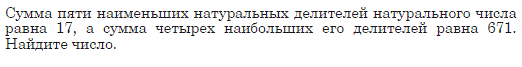 Сумма пяти наименьших натуральных делителей натурального числа
равна 17, а сумма четырех наибольших его делителей равна 671.
Найдите число.